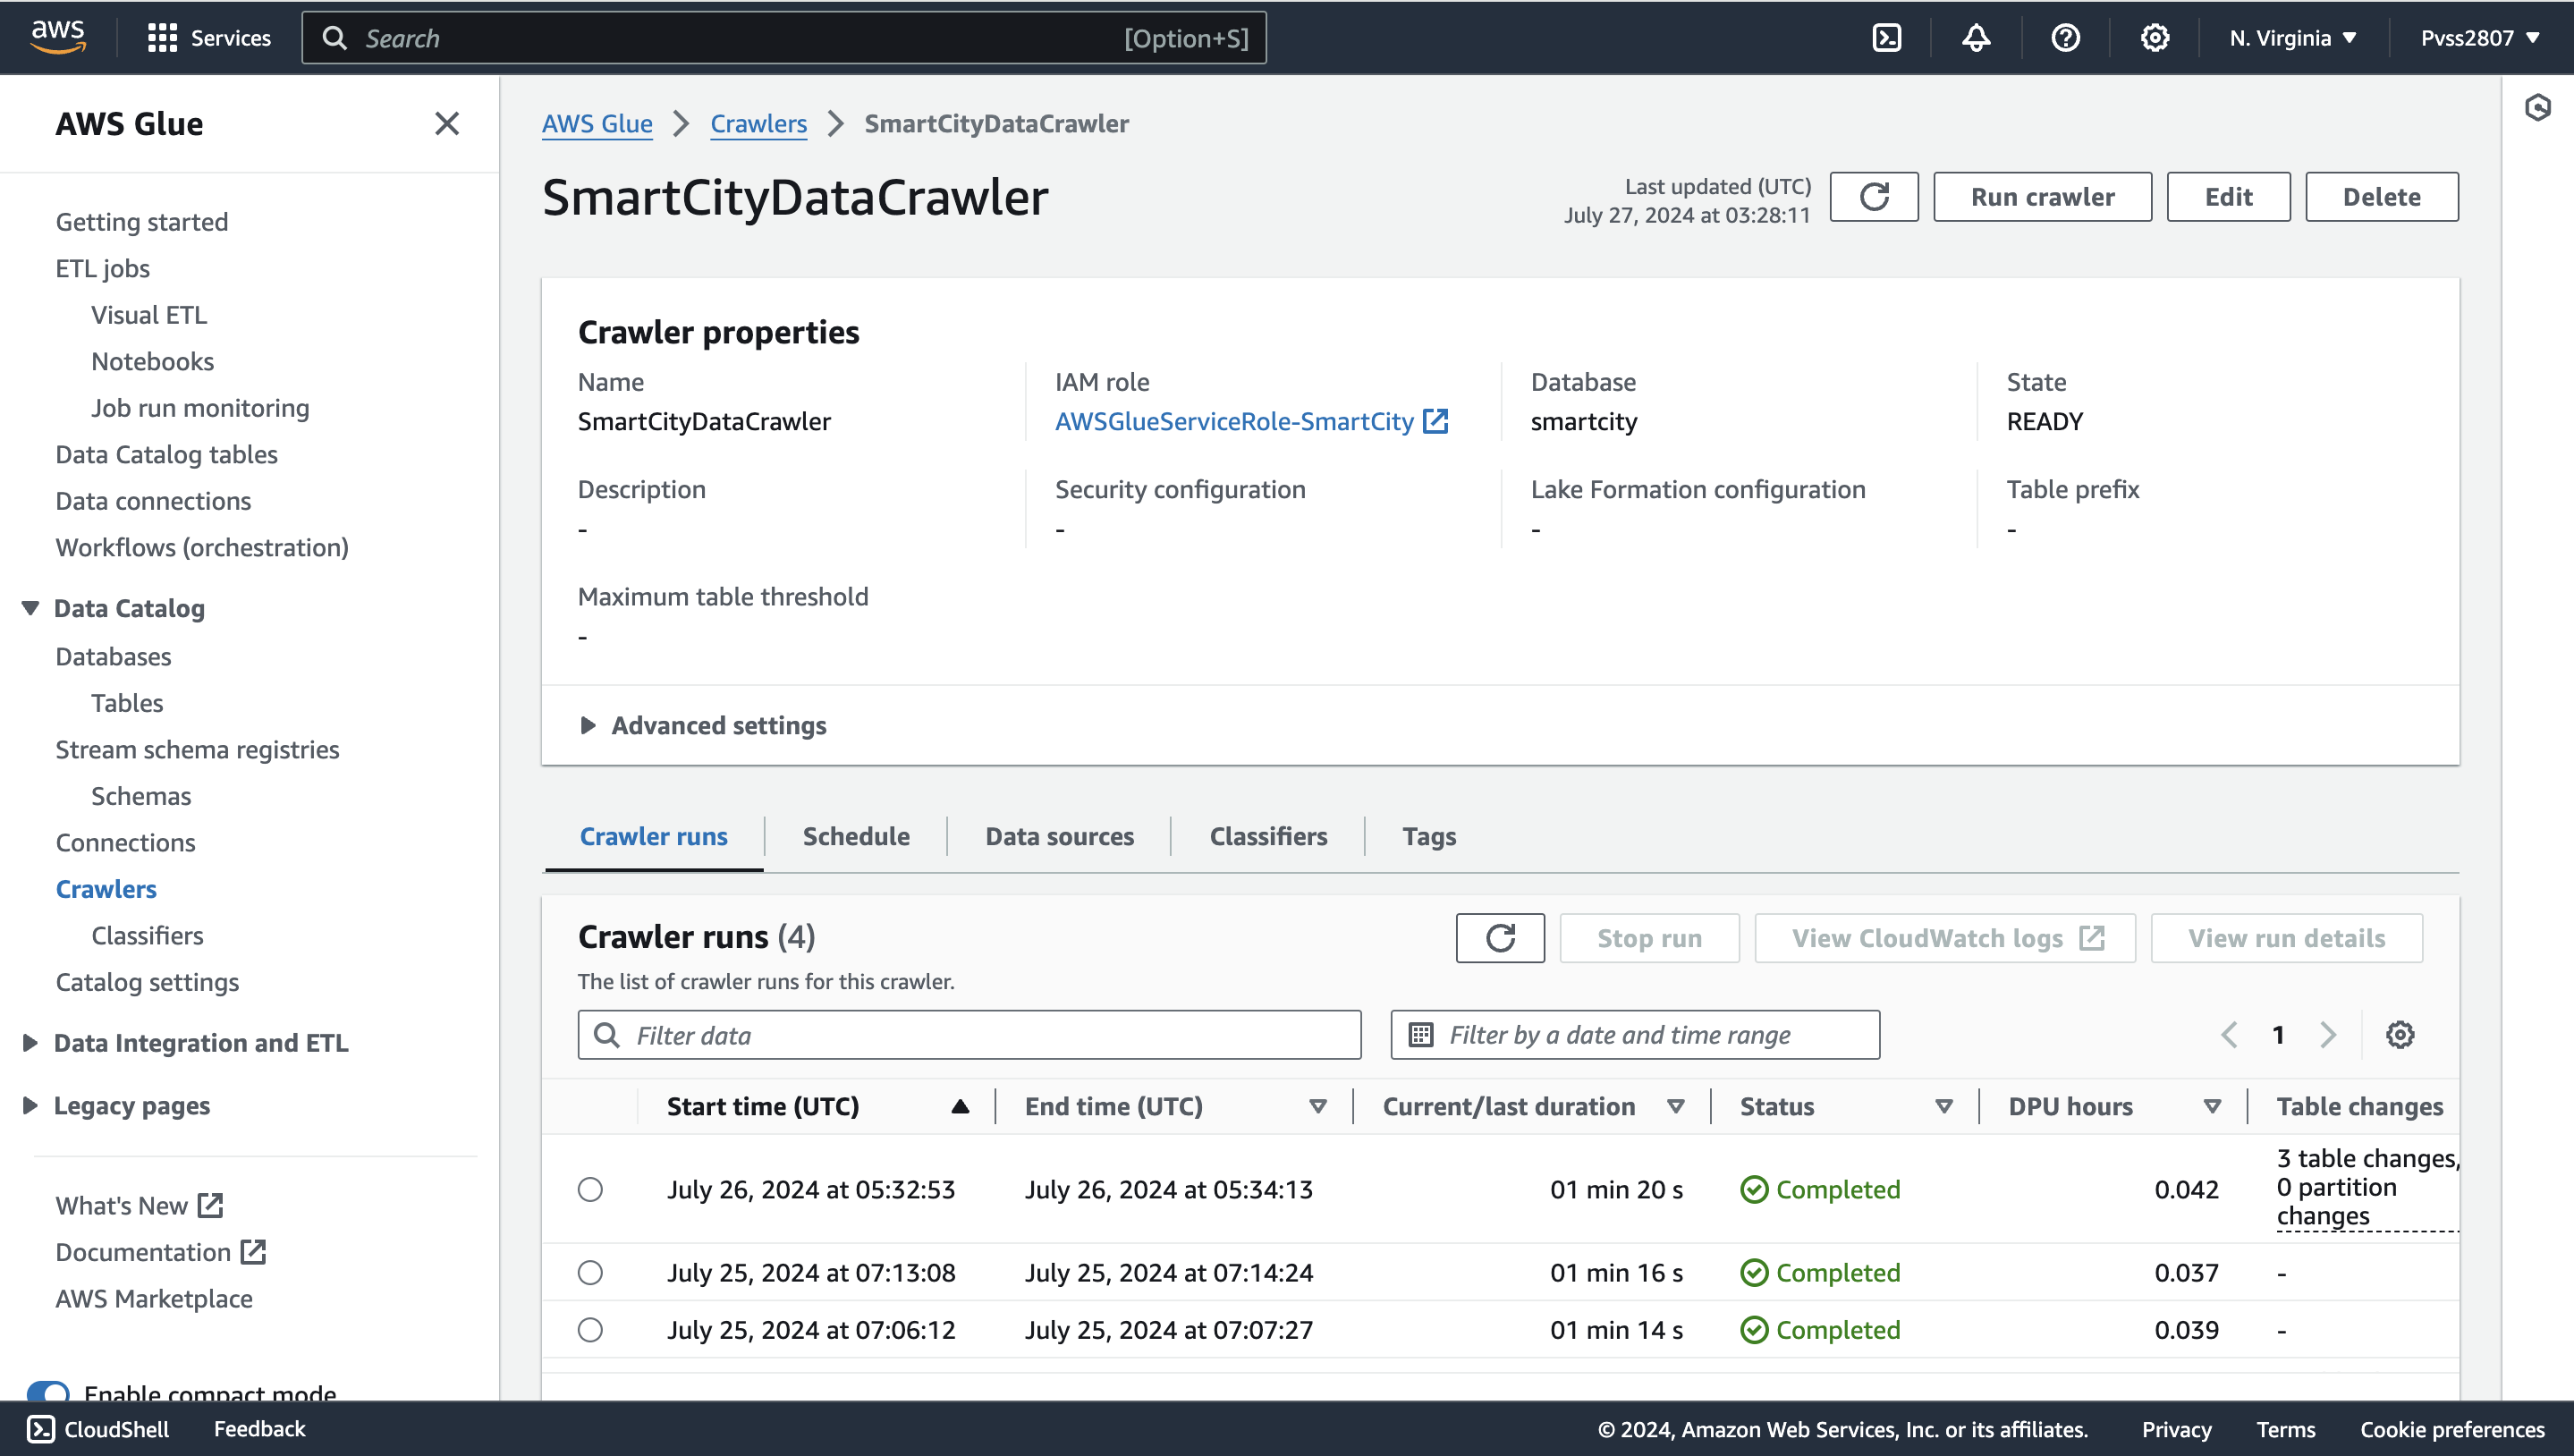 aws
Services
Search
[Option+S]
N. Virginia
Pvss2807
AWS Glue
Getting started
ETL jobs
Visual ETL
Notebooks
Job run monitoring
Data Catalog tables
Data connections
Workflows (orchestration)
Data Catalog
Databases
Tables
Stream schema registries
Schemas
Connections
Crawlers
Classifiers
Catalog settings
Data Integration and ETL
Legacy pages
What's New
Documentation
AWS Marketplace
Enable compact mode
AWS Glue > Crawlers > SmartCityDataCrawler
SmartCityDataCrawler
Last updated (UTC)
July 27, 2024 at 03:28:11
Run crawler
Edit
Delete
Crawler properties
Name
SmartCityDataCrawler
IAM role
AWSGlueServiceRole-SmartCity
Database
smartcity
State
READY
Description
-
Security configuration
-
Lake Formation configuration
-
Table prefix
-
Maximum table threshold
-
Advanced settings
Crawler runs
Schedule
Data sources
Classifiers
Tags
Crawler runs (4)
The list of crawler runs for this crawler.
Stop run
View CloudWatch logs
View run details
Filter data
Filter by a date and time range
1
Start time (UTC) End time (UTC) Current/last duration Status DPU hours Table changes
July 26, 2024 at 05:32:53 July 26, 2024 at 05:34:13 01 min 20 s Completed 0.042 3 table changes,
0 partition
changes
July 25, 2024 at 07:13:08 July 25, 2024 at 07:14:24 01 min 16 s Completed 0.037 -
July 25, 2024 at 07:06:12 July 25, 2024 at 07:07:27 01 min 14 s Completed 0.039 -
CloudShell
Feedback
© 2024, Amazon Web Services, Inc. or its affiliates.
Privacy
Terms
Cookie preferences